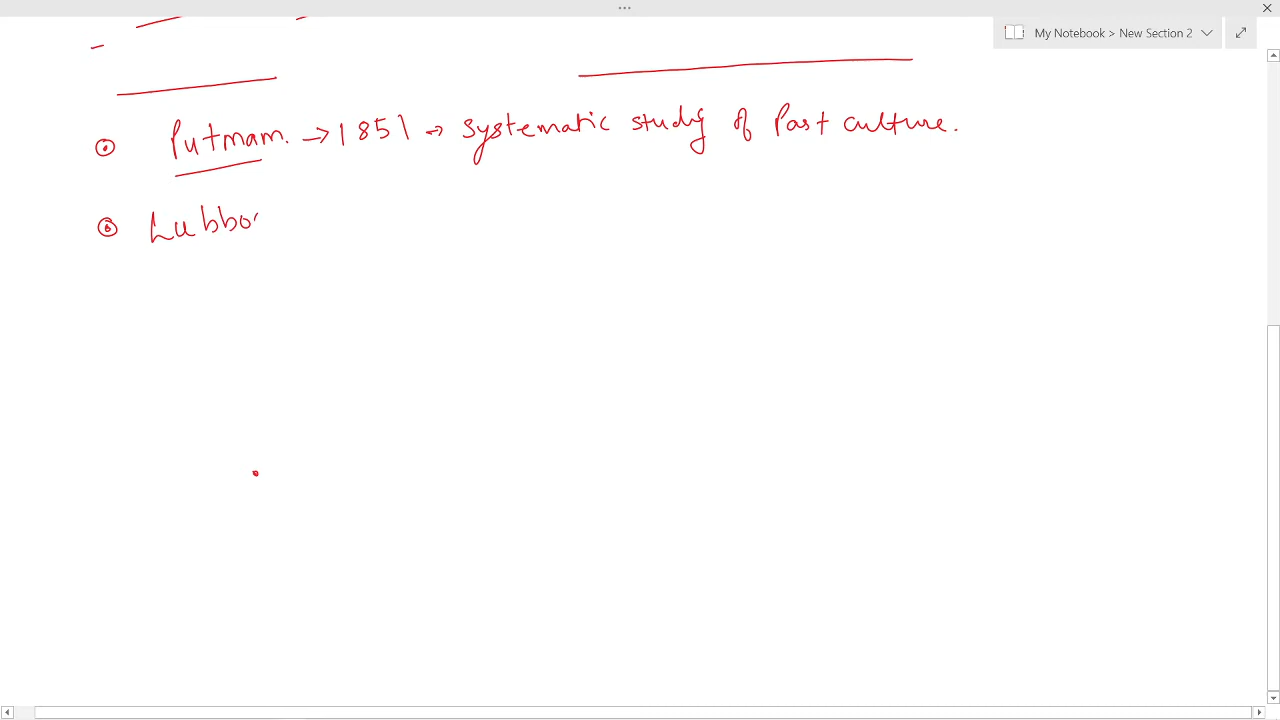 My Notebook > New Section 2
Putmam. → 1851 → systematic study of Past culture.
Lubbo